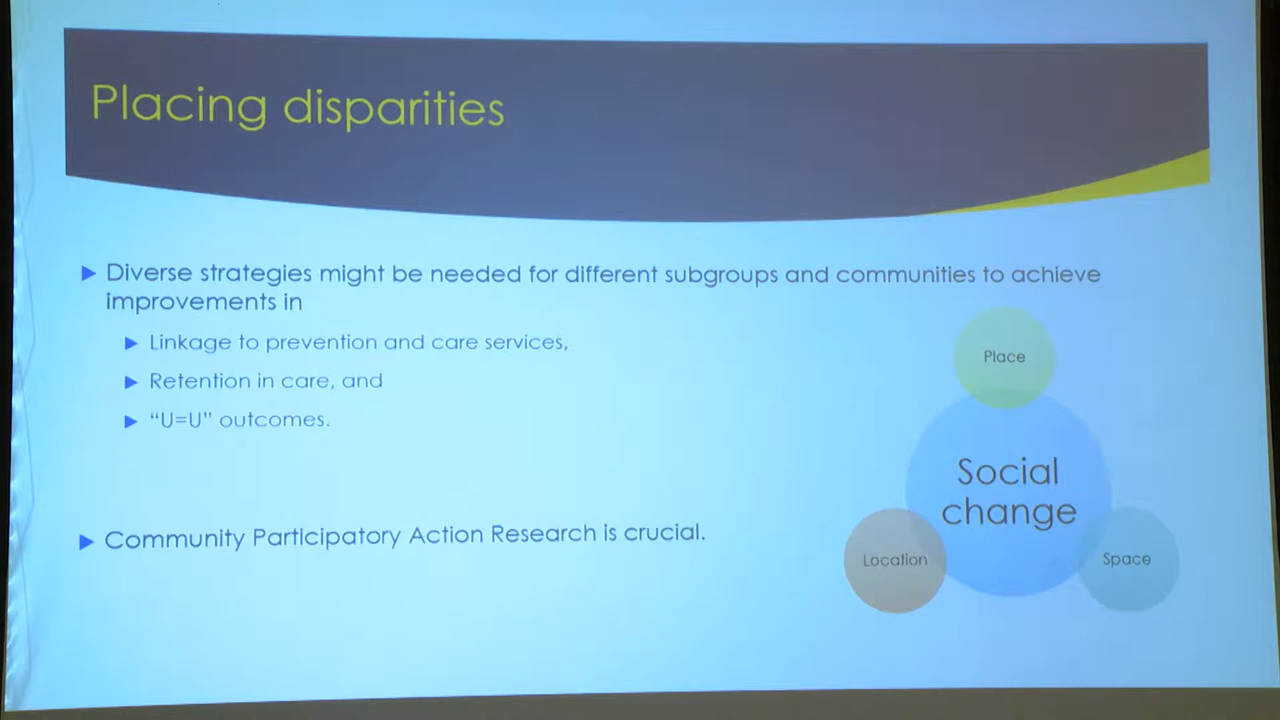 Placing disparities
Diverse strategies might be needed for different subgroups and communities to achieve
improvements in
Linkage to prevention and care services,
Retention in care, and
“U=U” outcomes.
Community Participatory Action Research is crucial.
Place
Social
change
Location
Space